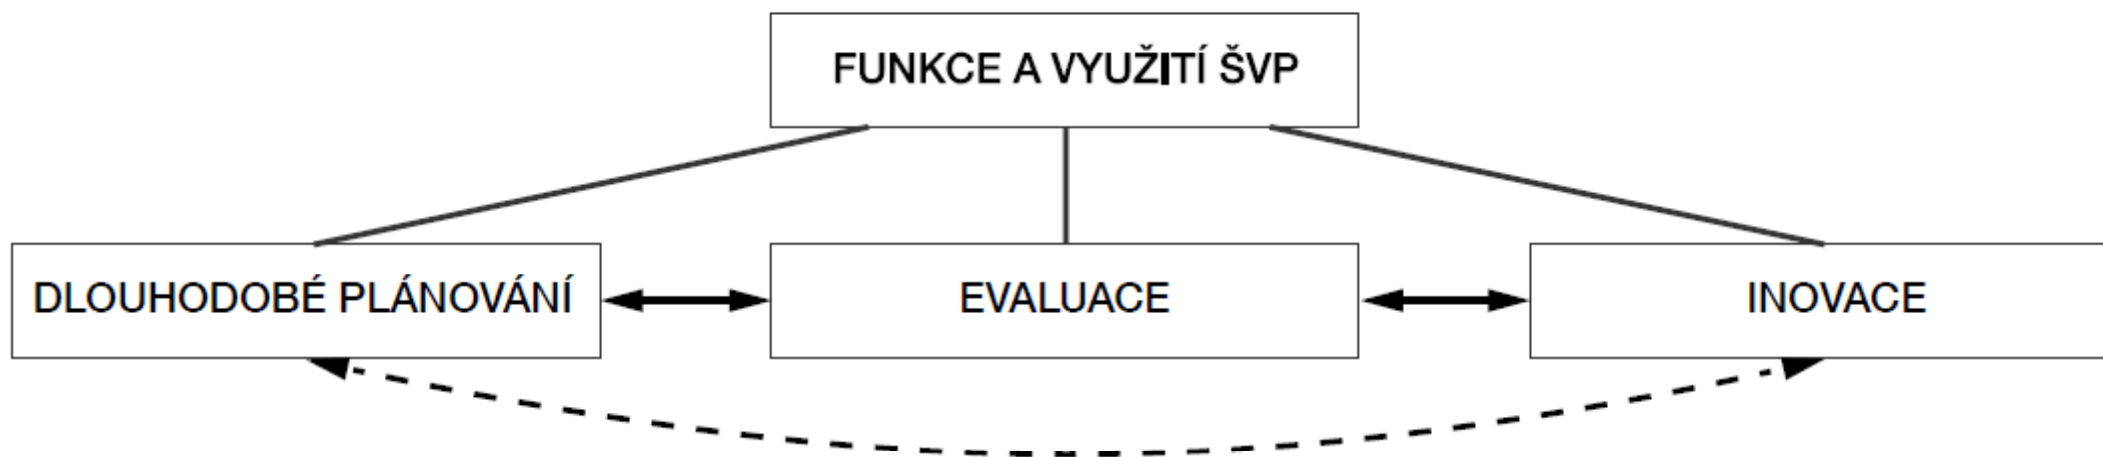 FUNKCE A VYUŽITÍ ŠVP
DLOUHODOBÉ PLÁNOVÁNÍ
EVALUACE
INOVACE